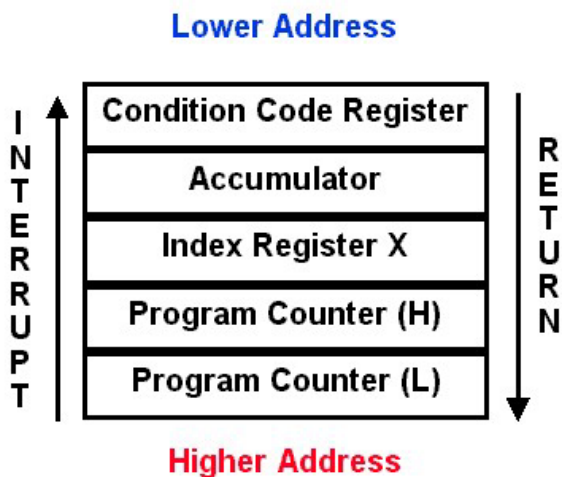 Lower Address
INTERRUPT
Condition Code Register
Accumulator
Index Register X
Program Counter (H)
Program Counter (L)
RETURN
Higher Address